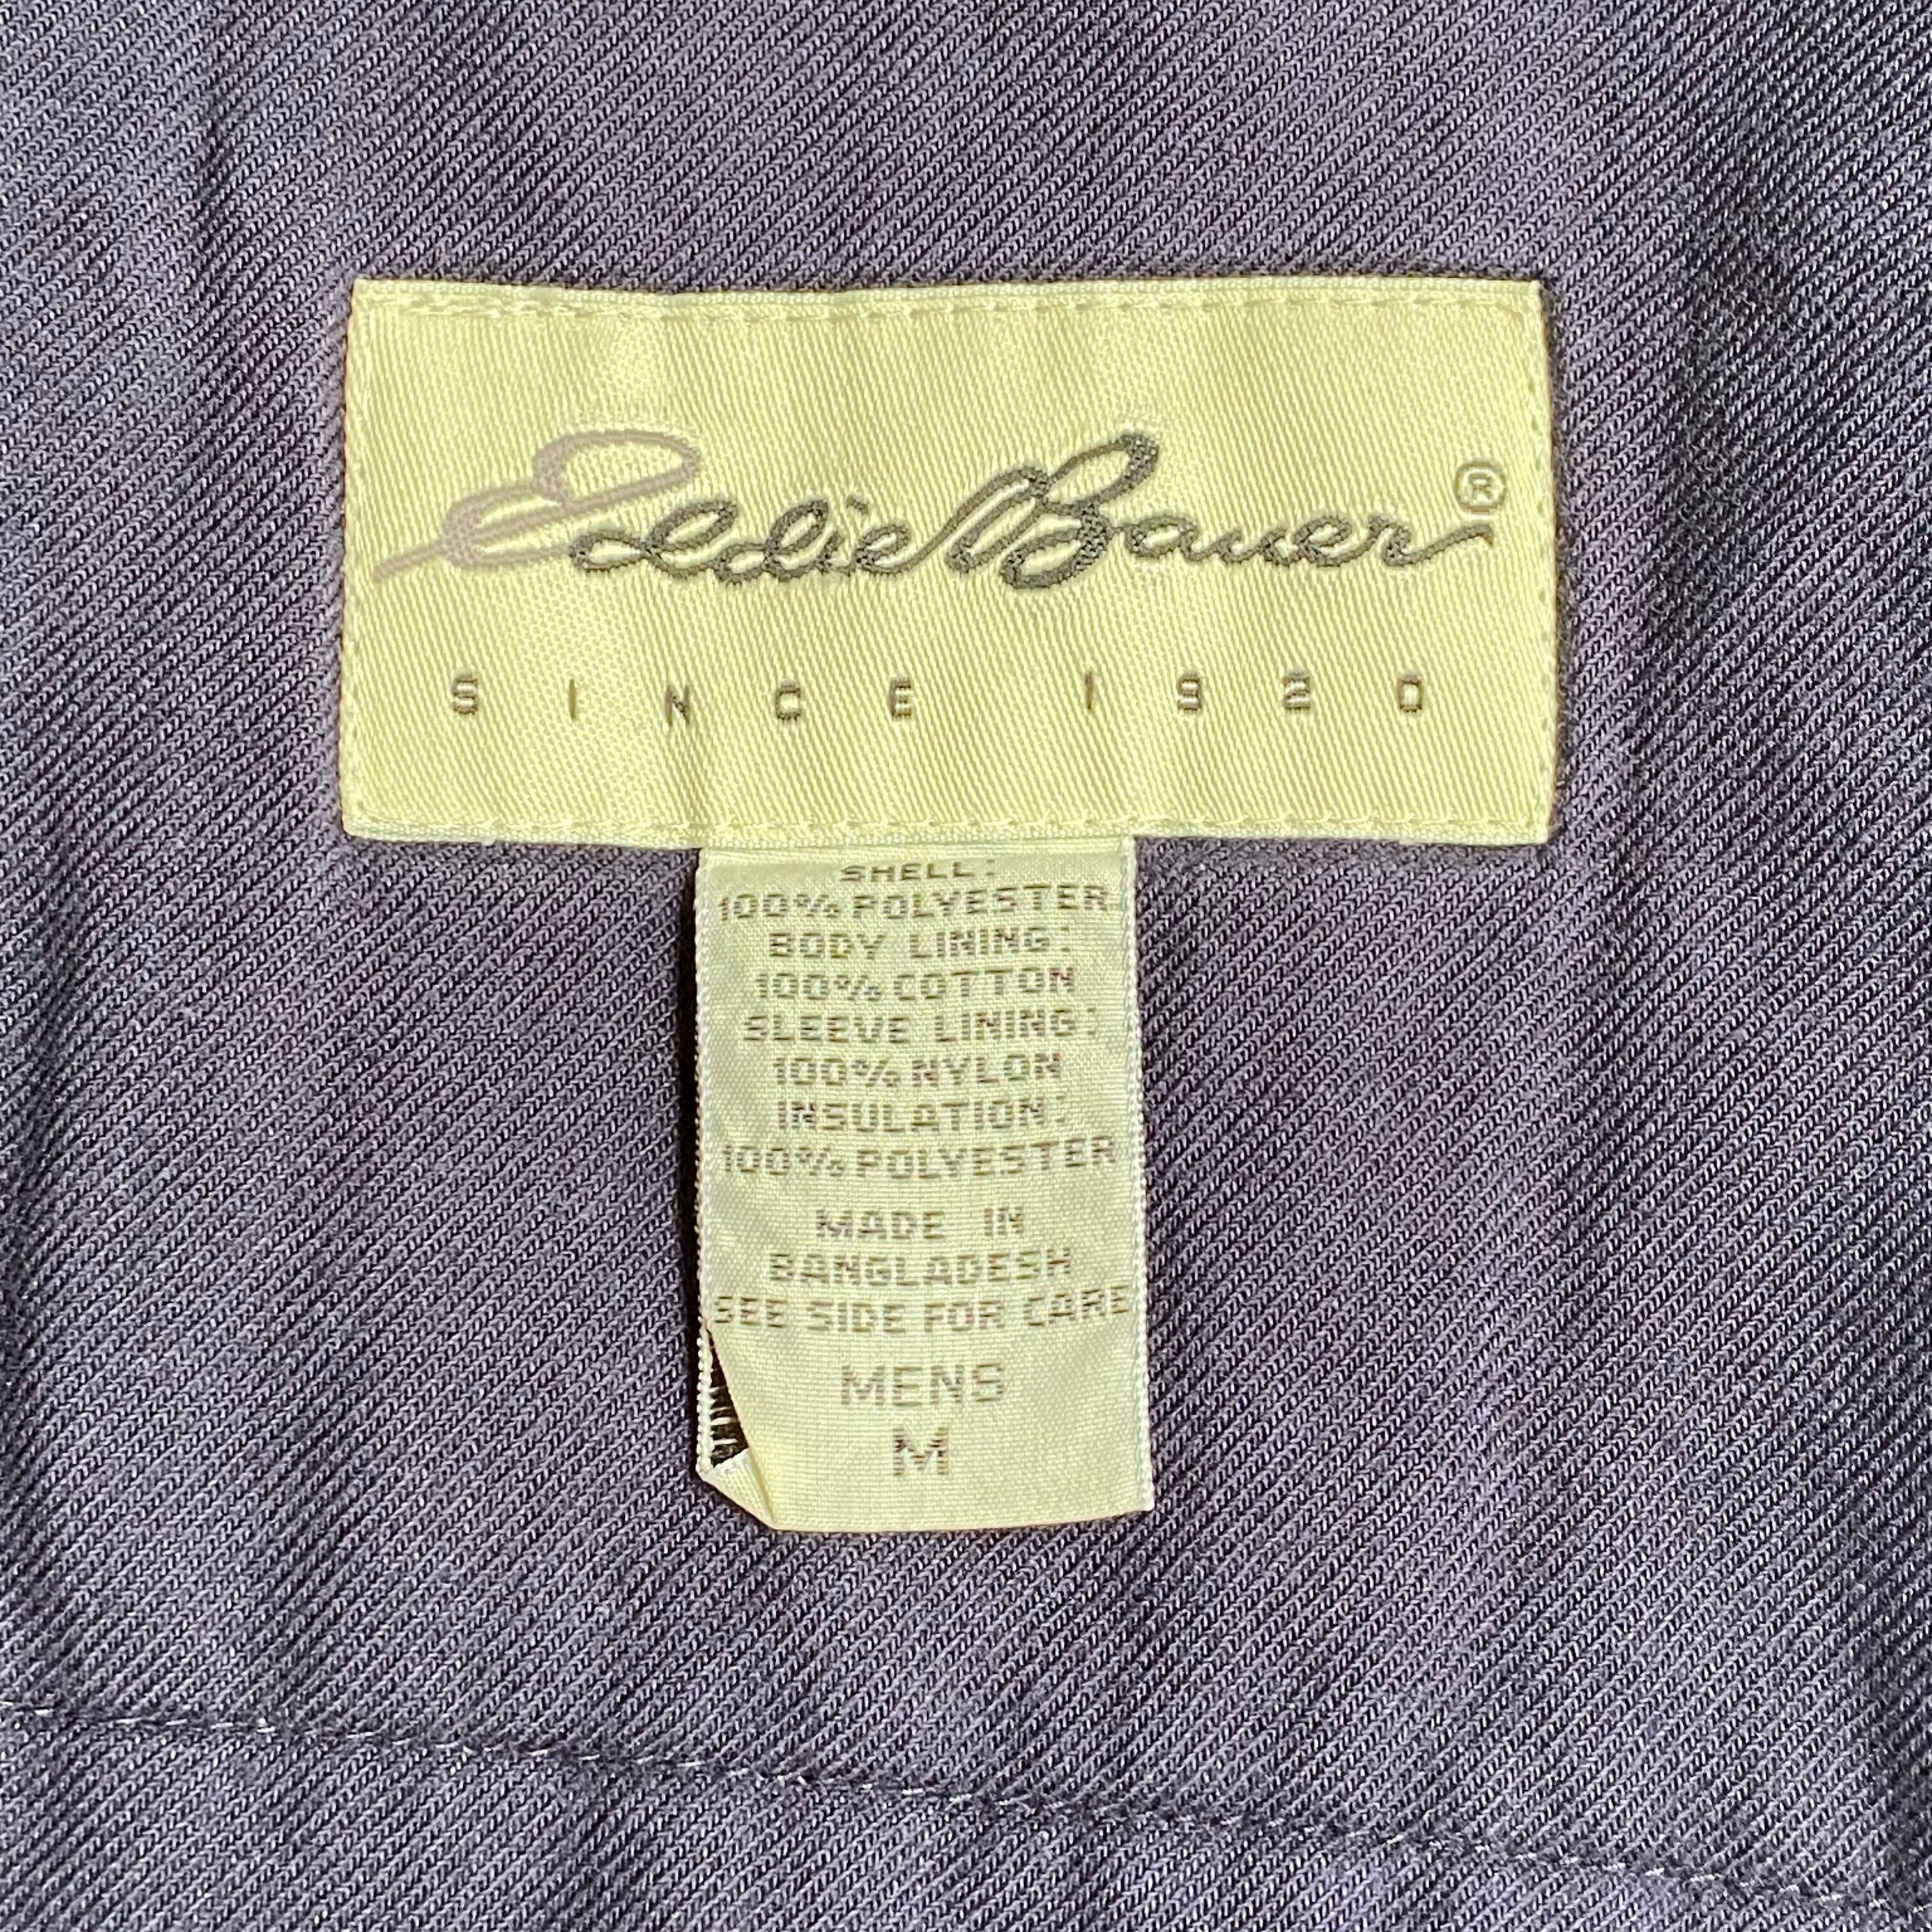 Eddie Bauer®
SINCE 1920
SHELL:
100% POLYESTER
BODY LINING:
100% COTTON
SLEEVE LINING:
100% NYLON
INSULATION:
100% POLYESTER
MADE IN
BANGLADESH
SEE SIDE FOR CARE
MENS
M